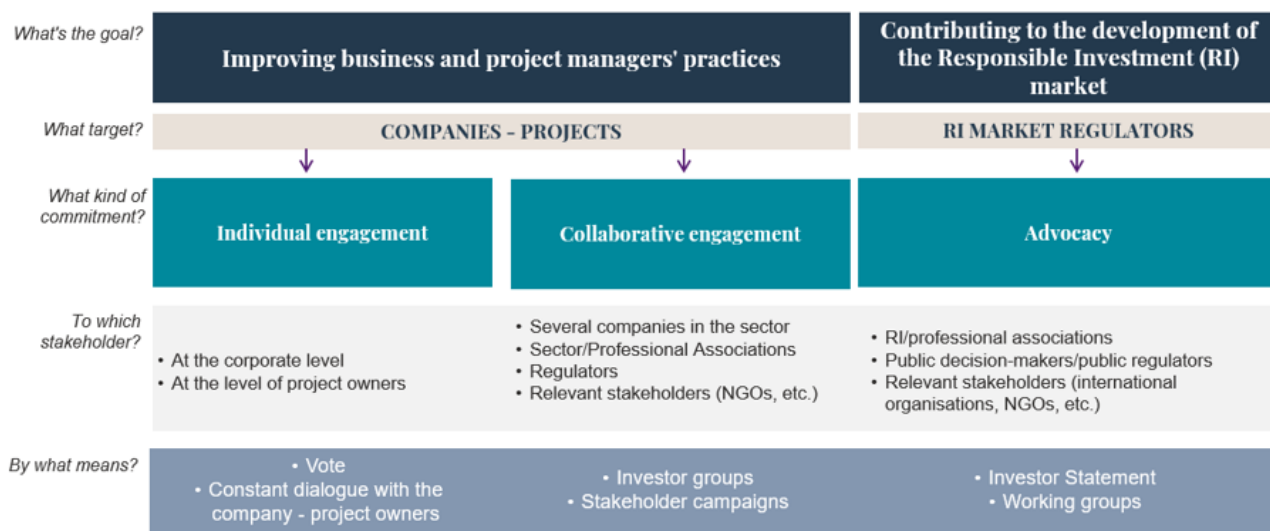 What's the goal?
Improving business and project managers' practices
Contributing to the development of
the Responsible Investment (RI)
market
What target?
COMPANIES - PROJECTS
RI MARKET REGULATORS
What kind of
commitment?
Individual engagement
Collaborative engagement
Advocacy
To which
stakeholder?
• At the corporate level
• At the level of project owners
• Several companies in the sector
• Sector/Professional Associations
• Regulators
• Relevant stakeholders (NGOs, etc.)
• RI/professional associations
• Public decision-makers/public regulators
• Relevant stakeholders (international
organisations, NGOs, etc.)
By what means?
• Vote
• Constant dialogue with the
company - project owners
• Investor groups
• Stakeholder campaigns
• Investor Statement
• Working groups